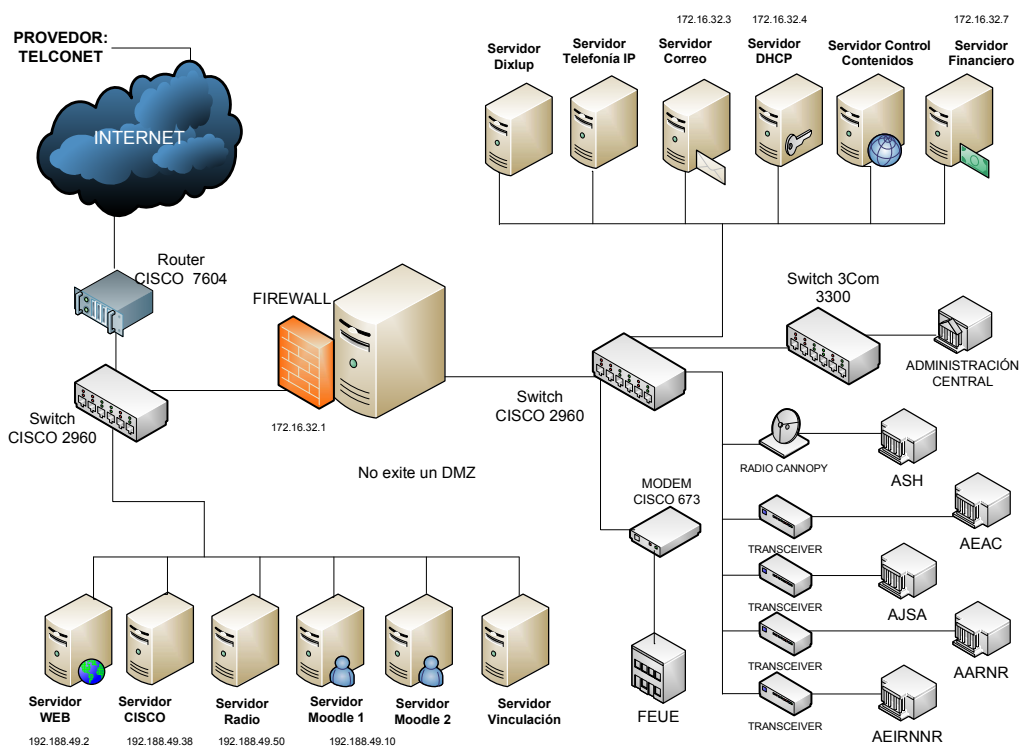 PROVEDOR:
TELCONET
INTERNET
Router
CISCO 7604
FIREWALL
172.16.32.1
Switch
CISCO 2960
No exite un DMZ
172.16.32.3
172.16.32.4
172.16.32.7
Servidor
Dixlup
Servidor
Telefonía IP
Servidor
Correo
Servidor
DHCP
Servidor Control
Contenidos
Servidor
Financiero
Switch 3Com
3300
ADMINISTRACIÓN
CENTRAL
Switch
CISCO 2960
RADIO CANNOPY
ASH
MODEM
CISCO 673
TRANSCEIVER
AEAC
TRANSCEIVER
AJSA
TRANSCEIVER
AARNR
TRANSCEIVER
AEIRNNR
FEUE
Servidor
WEB
192.188.49.2
Servidor
CISCO
192.188.49.38
Servidor
Radio
192.188.49.50
Servidor
Moodle 1
192.188.49.10
Servidor
Moodle 2
Servidor
Vinculación